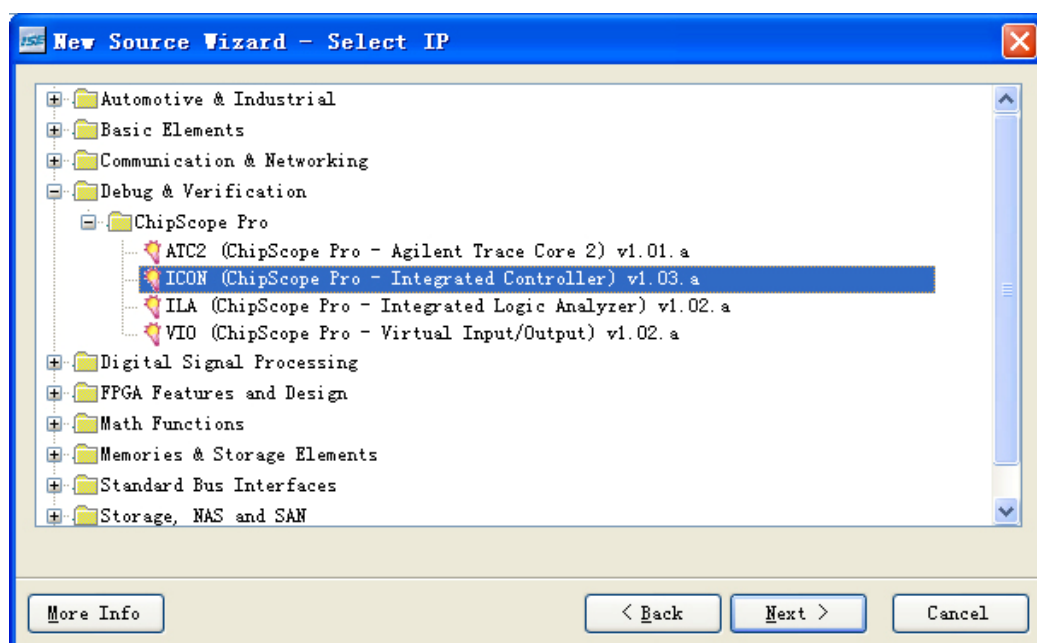 ISE New Source Wizard - Select IP
Automotive & Industrial
Basic Elements
Communication & Networking
Debug & Verification
ChipScope Pro
ATC2 (ChipScope Pro - Agilent Trace Core 2) v1.01.a
ICON (ChipScope Pro - Integrated Controller) v1.03.a
ILA (ChipScope Pro - Integrated Logic Analyzer) v1.02.a
VIO (ChipScope Pro - Virtual Input/Output) v1.02.a
Digital Signal Processing
FPGA Features and Design
Math Functions
Memories & Storage Elements
Standard Bus Interfaces
Storage, NAS and SAN
More Info < Back Next > Cancel